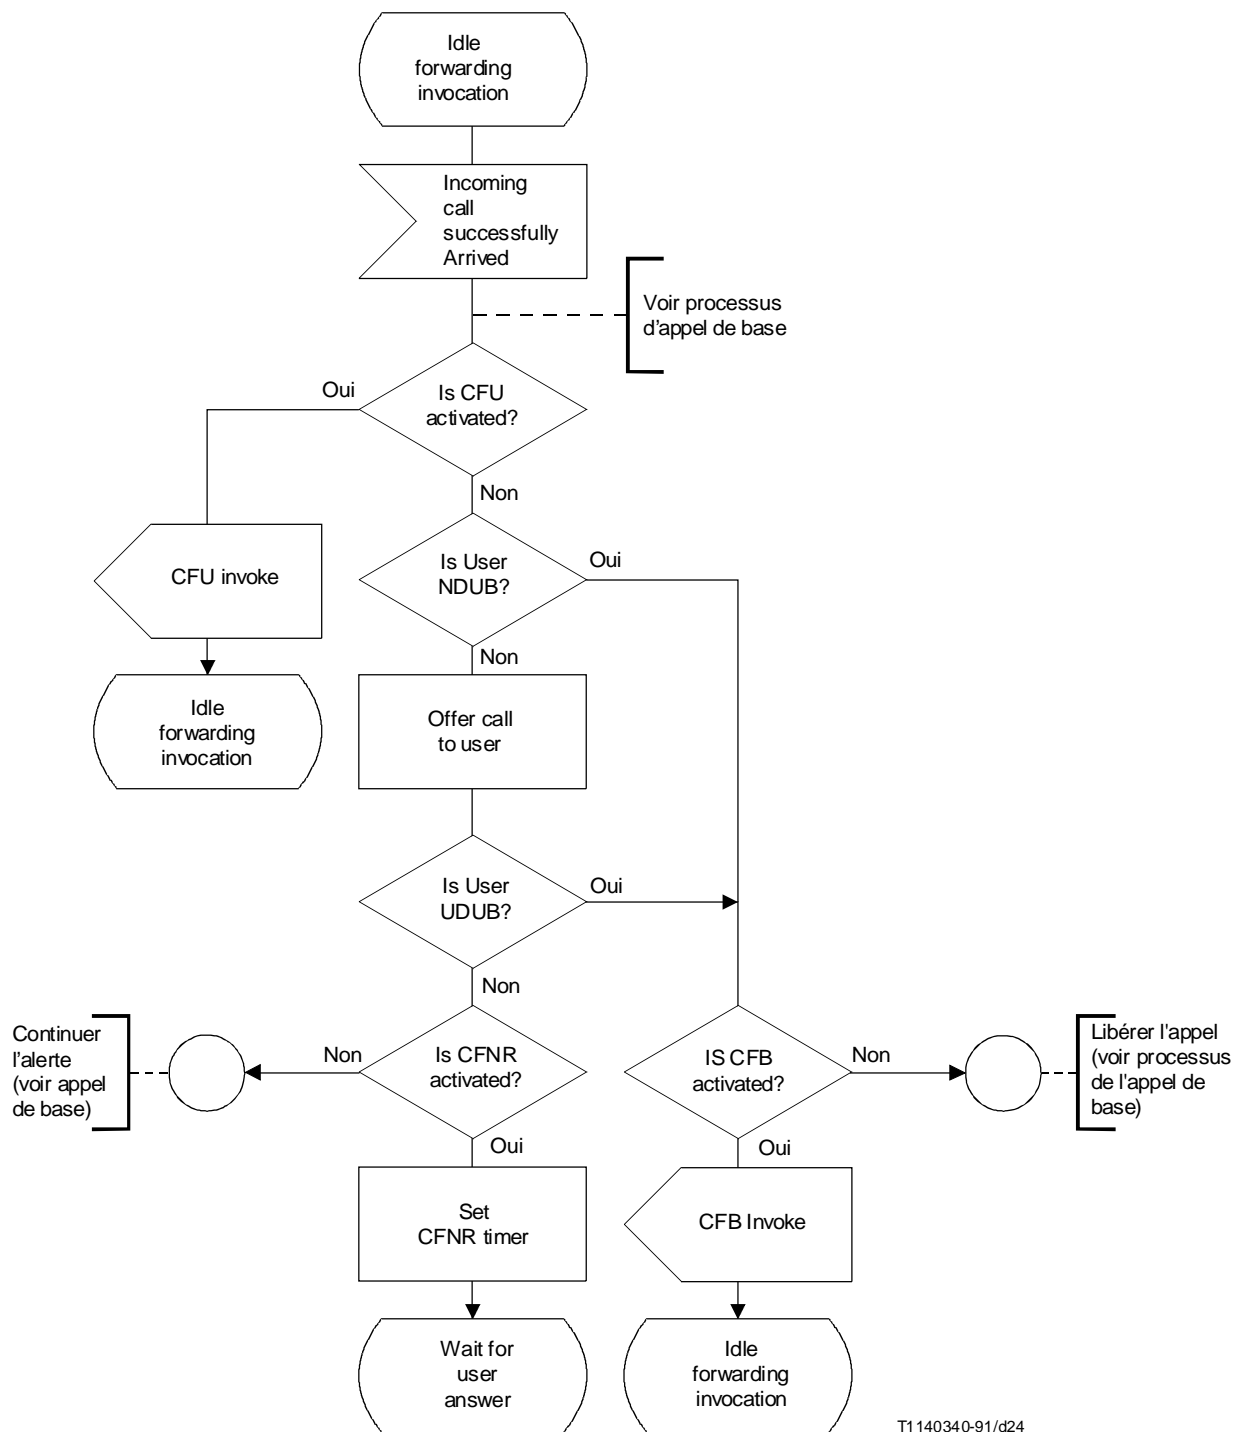 Idle
forwarding
invocation
Incoming
call
successfully
Arrived
Voir processus
d'appel de base
Is CFU
activated?
Oui
Non
CFU invoke
Is User
NDUB?
Oui
Non
Idle
forwarding
invocation
Offer call
to user
Is User
UDUB?
Oui
Non
Continuer
l'alerte
(voir appel
de base)
Non
Is CFNR
activated?
Oui
IS CFB
activated?
Non
Oui
Libérer l'appel
(voir processus
de l'appel de
base)
Set
CFNR timer
CFB Invoke
Wait for
user
answer
Idle
forwarding
invocation
T1140340-91/d24